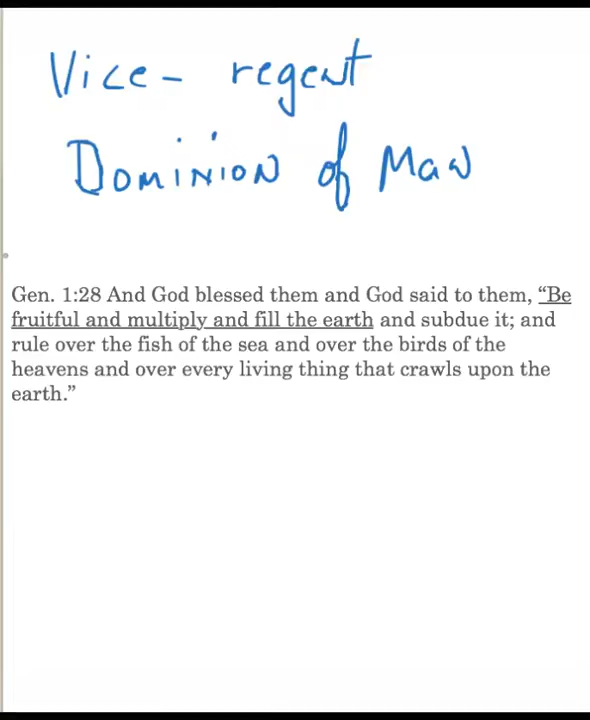 Vice- regent
Dominion of Man
Gen. 1:28 And God blessed them and God said to them, “Be
fruitful and multiply and fill the earth and subdue it; and
rule over the fish of the sea and over the birds of the
heavens and over every living thing that crawls upon the
earth.”